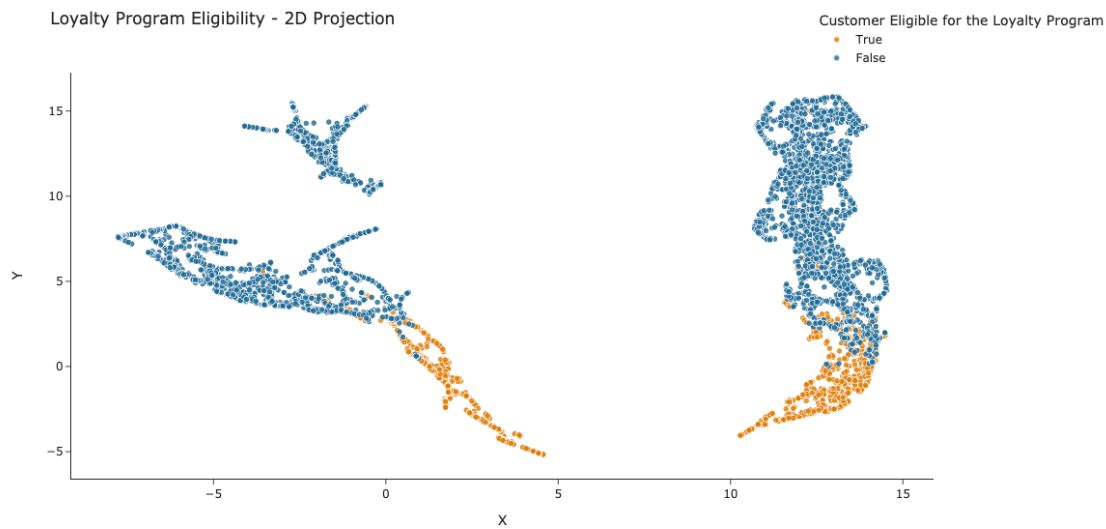 Loyalty Program Eligibility - 2D Projection
Customer Eligible for the Loyalty Program
True
False
15
10
5
0
−5
Y
−5
0
5
10
15
X